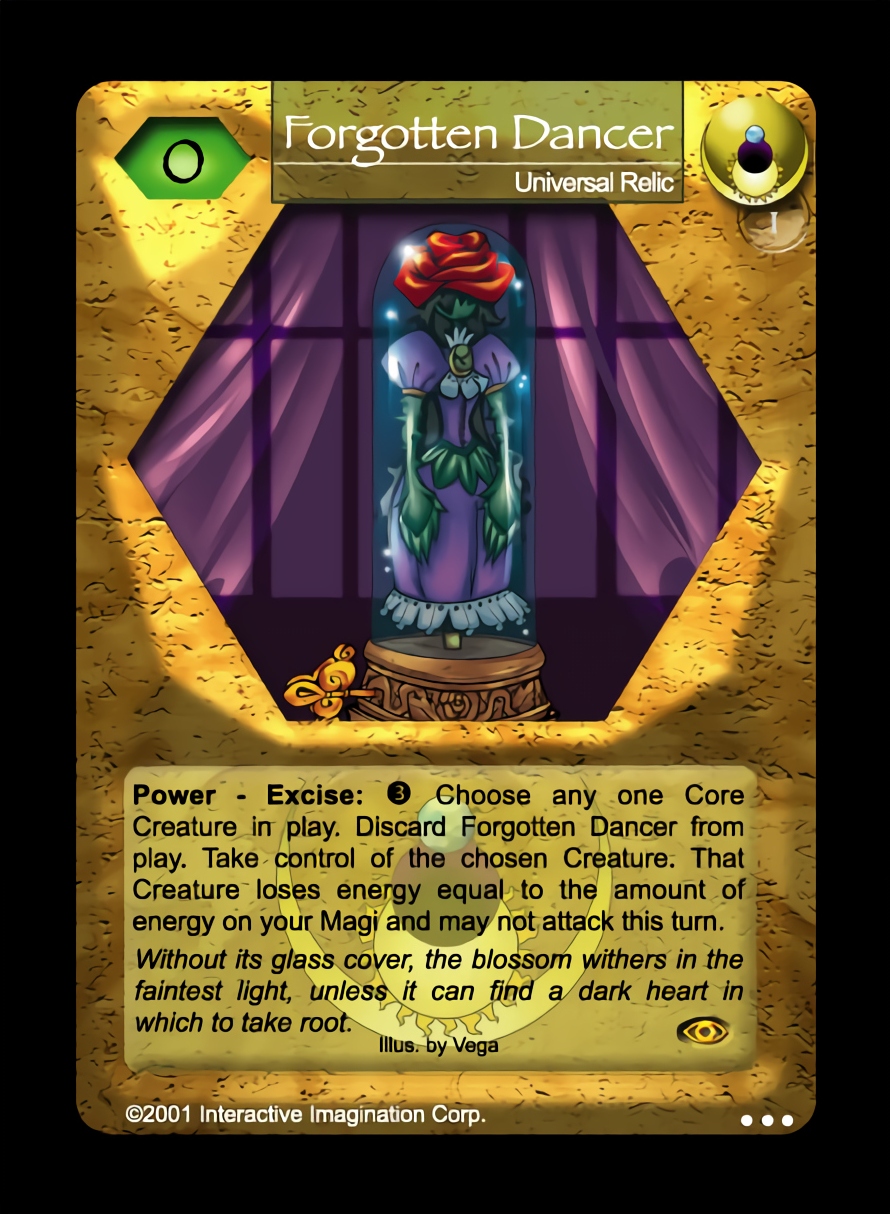 0
Forgotten Dancer
Universal Relic
I
Power - Excise: ❸ Choose any one Core
Creature in play. Discard Forgotten Dancer from
play. Take control of the chosen Creature. That
Creature loses energy equal to the amount of
energy on your Magi and may not attack this turn.
Without its glass cover, the blossom withers in the
faintest light, unless it can find a dark heart in
which to take root.
Illus. by Vega
©2001 Interactive Imagination Corp.